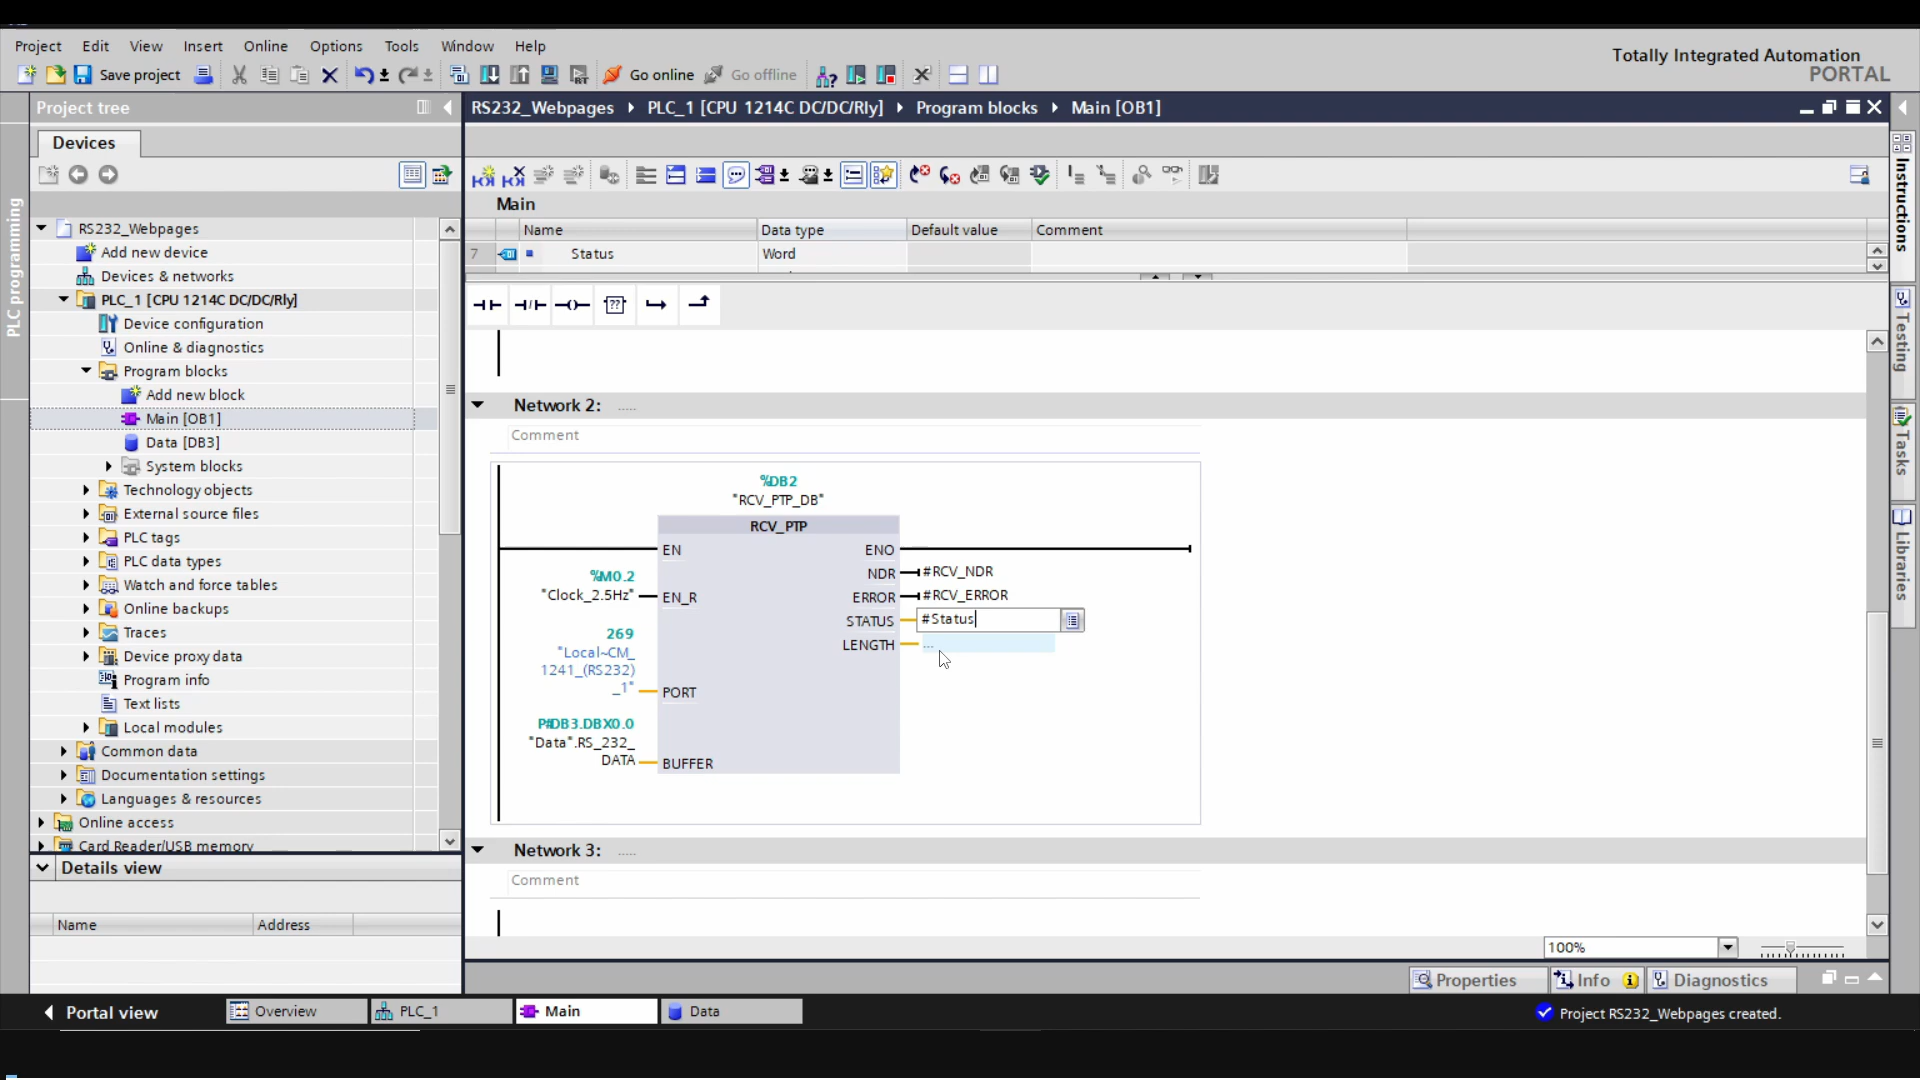 Project Edit View Insert Online Options Tools Window Help
Totally Integrated Automation
PORTAL
Save project
Go online
Go offline
Project tree
RS232_Webpages PLC_1 [CPU 1214C DC/DC/Rly] Program blocks Main [OB1]
Devices
PLC programming
RS232_Webpages
Add new device
Devices & networks
PLC_1 [CPU 1214C DC/DC/Rly]
Device configuration
Online & diagnostics
Program blocks
Add new block
Main [OB1]
Data [DB3]
System blocks
Technology objects
External source files
PLC tags
PLC data types
Watch and force tables
Online backups
Traces
Device proxy data
Program info
Text lists
Local modules
Common data
Documentation settings
Languages & resources
Online access
Card Reader/USB memory
Details view
Name Address
Main
Name Data type Default value Comment
7 Status Word
??
Network 2: .....
Comment
%DB2
"RCV_PTP_DB"
RCV_PTP
EN ENO
NDR #RCV_NDR
%M0.2
"Clock_2.5Hz" EN_R ERROR #RCV_ERROR
STATUS #Status
LENGTH ...
269
"Local~CM_
1241_(RS232)
_1" PORT
P#DB3.DBX0.0
"Data".RS_232_
DATA BUFFER
Network 3: .....
Comment
100%
Properties Info Diagnostics
Instructions
Testing
Tasks
Libraries
Portal view Overview PLC_1 Main Data
Project RS232_Webpages created.